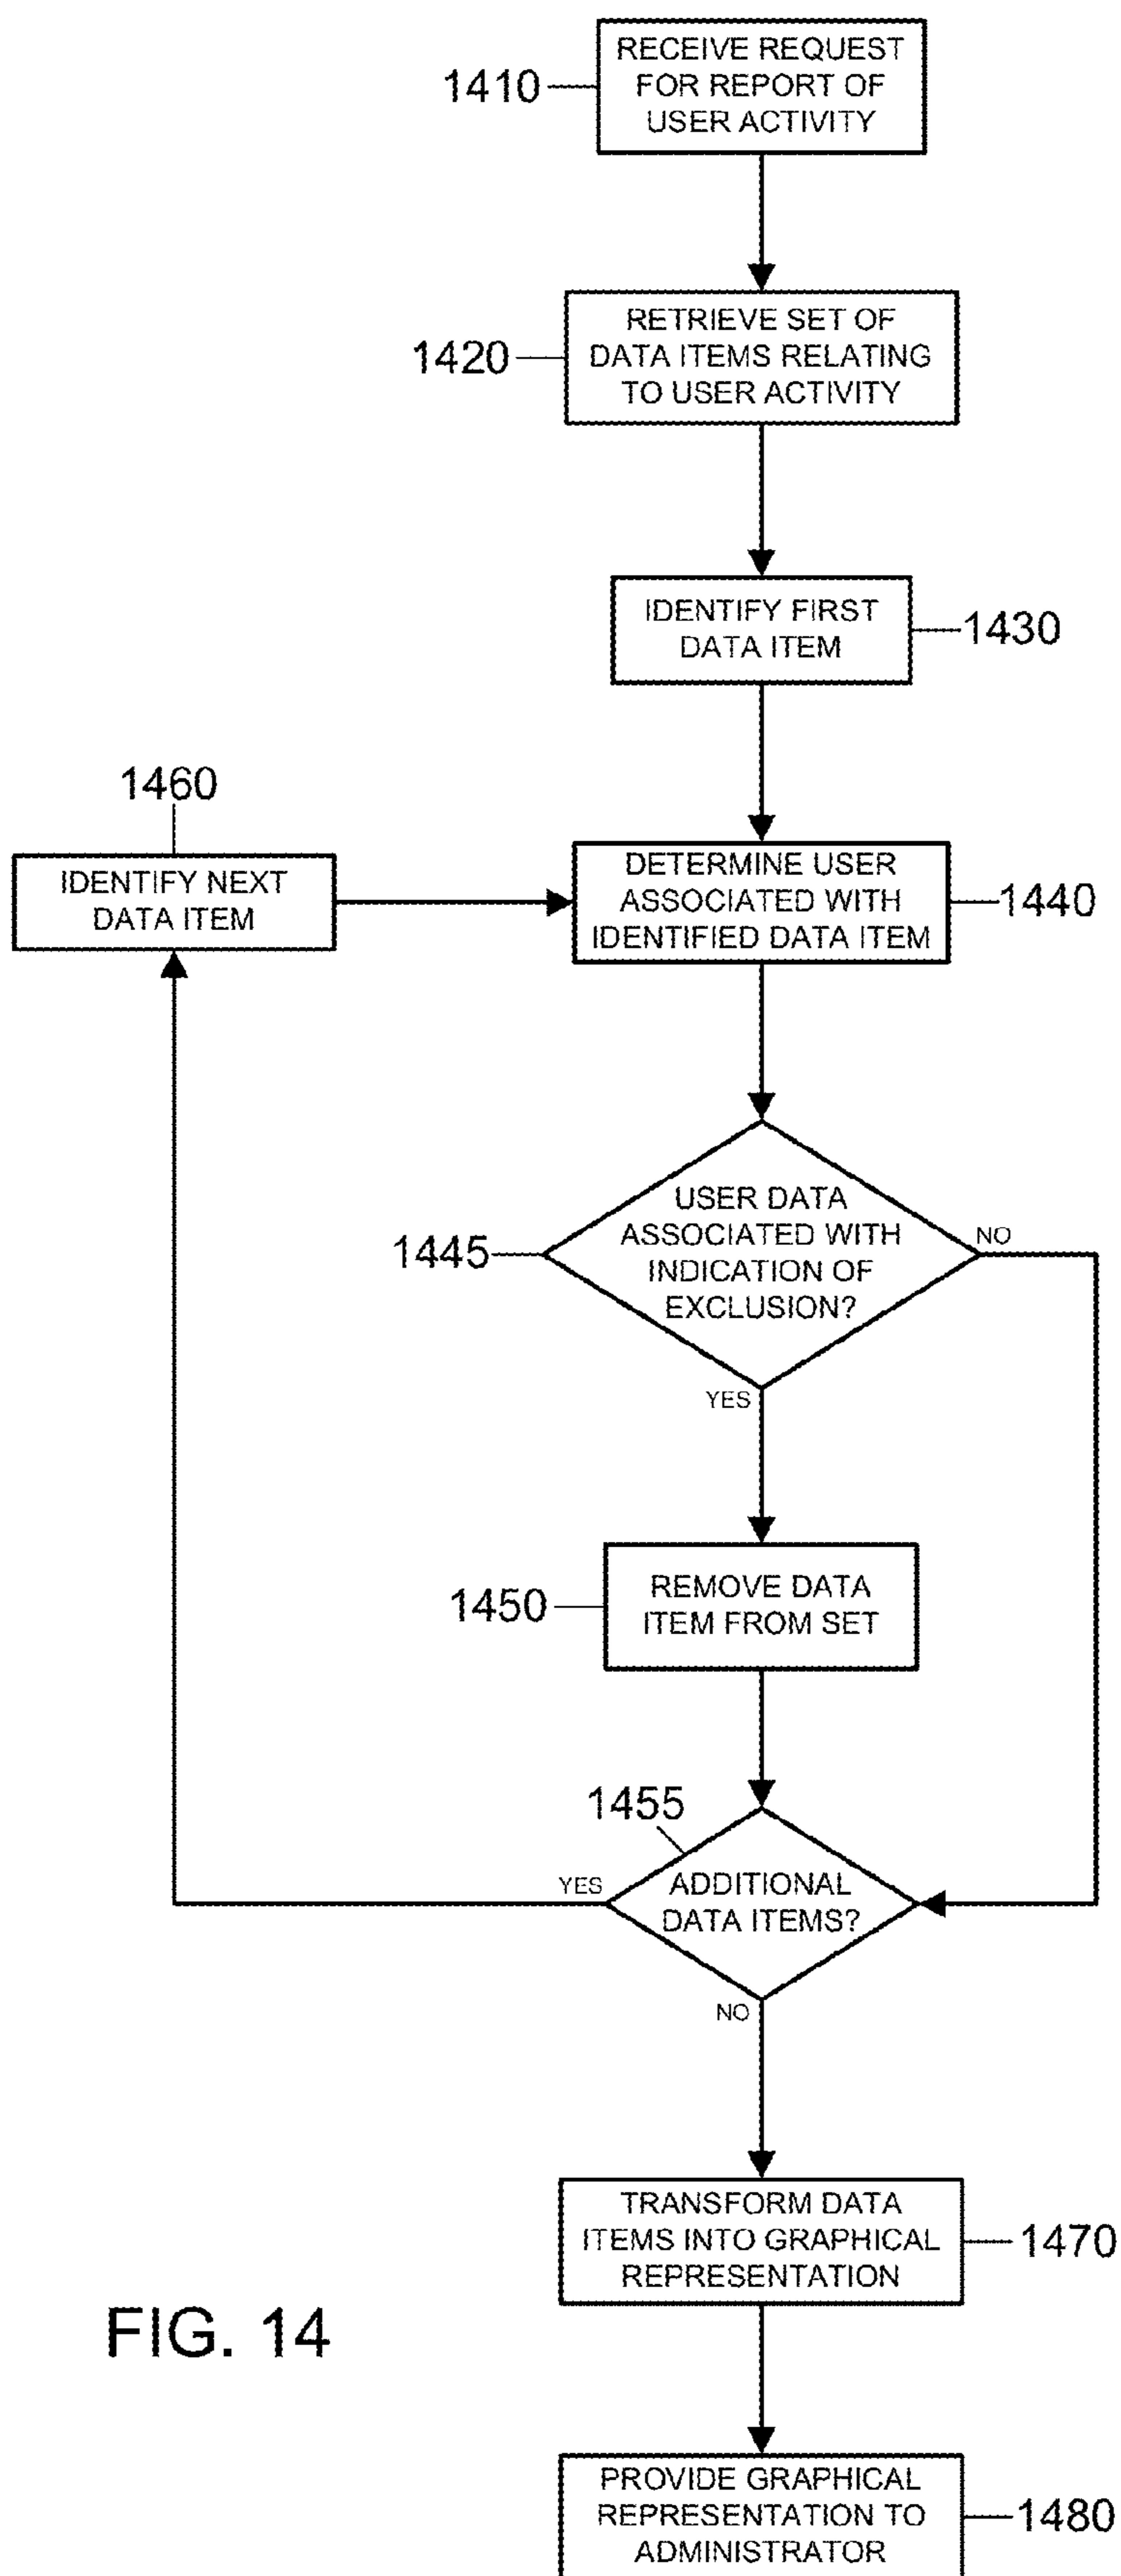 1410
RECEIVE REQUEST
FOR REPORT OF
USER ACTIVITY
1420
RETRIEVE SET OF
DATA ITEMS RELATING
TO USER ACTIVITY
IDENTIFY FIRST
DATA ITEM
1430
1460
IDENTIFY NEXT
DATA ITEM
DETERMINE USER
ASSOCIATED WITH
IDENTIFIED DATA ITEM
1440
1445
USER DATA
ASSOCIATED WITH
INDICATION OF
EXCLUSION?
NO
YES
1450
REMOVE DATA
ITEM FROM SET
1455
YES
ADDITIONAL
DATA ITEMS?
NO
TRANSFORM DATA
ITEMS INTO GRAPHICAL
REPRESENTATION
1470
FIG. 14
PROVIDE GRAPHICAL
REPRESENTATION TO
ADMINISTRATOR
1480